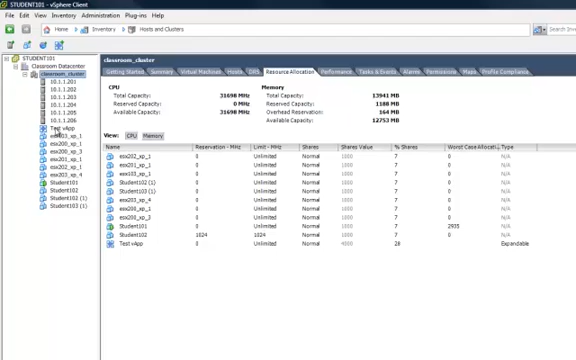 STUDENT101 - vSphere Client
File Edit View Inventory Administration Plug-ins Help
Home Inventory Hosts and Clusters
STUDENT101
Classroom Datacenter
classroom_cluster
10.1.1.201
10.1.1.202
10.1.1.203
10.1.1.204
10.1.1.205
10.1.1.206
Test vApp
esx103_xp_1
esx200_xp_1
esx200_xp_3
esx201_xp_1
esx202_xp_1
esx203_xp_4
Student101
Student102
Student102 (1)
Student103 (1)
classroom_cluster
Getting Started Summary Virtual Machines Hosts DRS Resource Allocation Performance Tasks & Events Alarms Permissions Maps Profile Compliance
CPU Memory
Total Capacity: 31698 MHz Total Capacity: 13941 MB
Reserved Capacity: 0 MHz Reserved Capacity: 1188 MB
Available Capacity: 31698 MHz Overhead Reservation: 164 MB
Available Capacity: 12753 MB
View: CPU Memory
Name Reservation - MHz Limit - MHz Shares Shares Value % Shares Worst Case Allocati... Type
esx202_xp_1 0 Unlimited Normal 1000 7 0 N/A
esx201_xp_1 0 Unlimited Normal 1000 7 0 N/A
esx103_xp_1 0 Unlimited Normal 1000 7 0 N/A
Student102 (1) 0 Unlimited Normal 1000 7 0 N/A
Student103 (1) 0 Unlimited Normal 1000 7 0 N/A
esx203_xp_4 0 Unlimited Normal 1000 7 0 N/A
esx200_xp_1 0 Unlimited Normal 1000 7 0 N/A
esx200_xp_3 0 Unlimited Normal 1000 7 0 N/A
Student101 0 Unlimited Normal 1000 7 2935 N/A
Student102 1024 1024 Normal 1000 7 0 N/A
Test vApp 0 Unlimited Normal 4000 28 Expandable